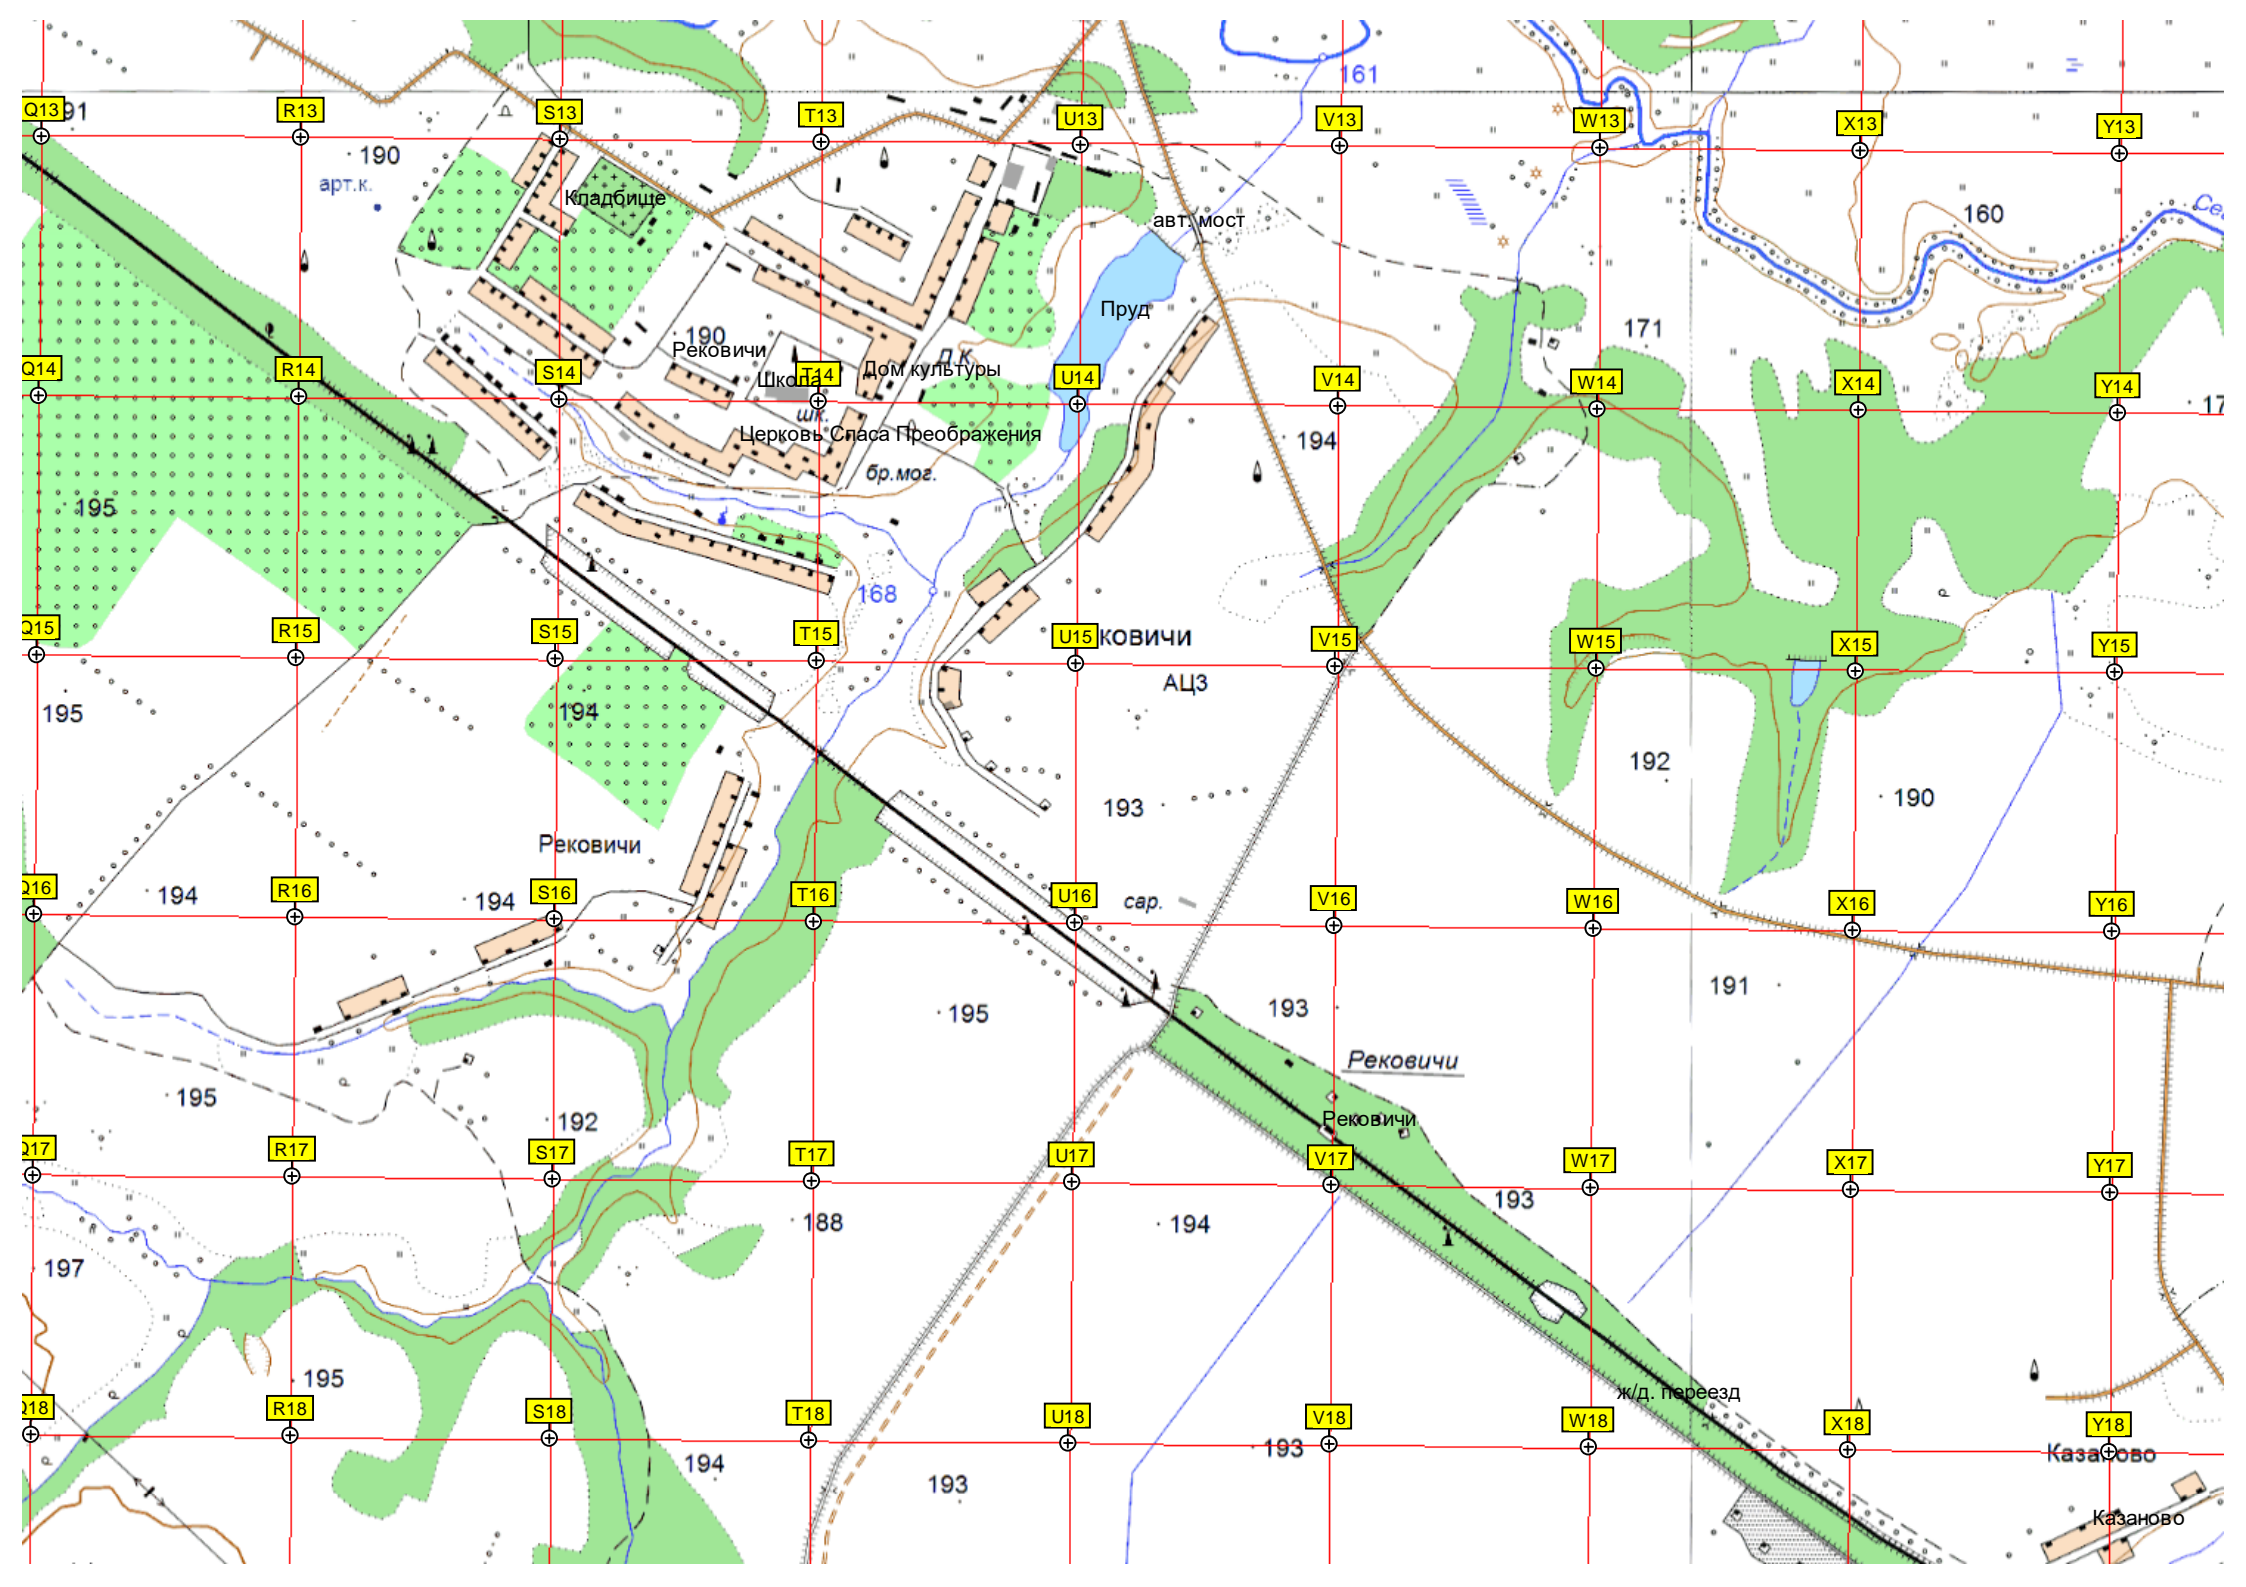 161
Q13
91
R13
S13
T13
U13
V13
W13
X13
Y13
190
арт.к.
Кладбище
авт. мост
160
Пруд
171
190
Рековичи
Д.К.
Дом культуры
Школа
Q14
R14
S14
T14
U14
V14
W14
X14
Y14
17
шк.
Церковь Спаса Преображения
194
бр.мог.
195
168
Q15
R15
S15
T15
U15
ковичи
V15
W15
X15
Y15
АЦЗ
195
194
192
190
193
Рековичи
Q16
194
R16
194
S16
T16
U16
сар.
V16
W16
X16
Y16
191
195
193
Рековичи
195
192
Рековичи
Q17
R17
S17
T17
U17
V17
W17
X17
Y17
193
188
194
197
195
ж/д. переезд
Q18
R18
S18
T18
U18
V18
W18
X18
Y18
193
Казаново
194
193
Казаново